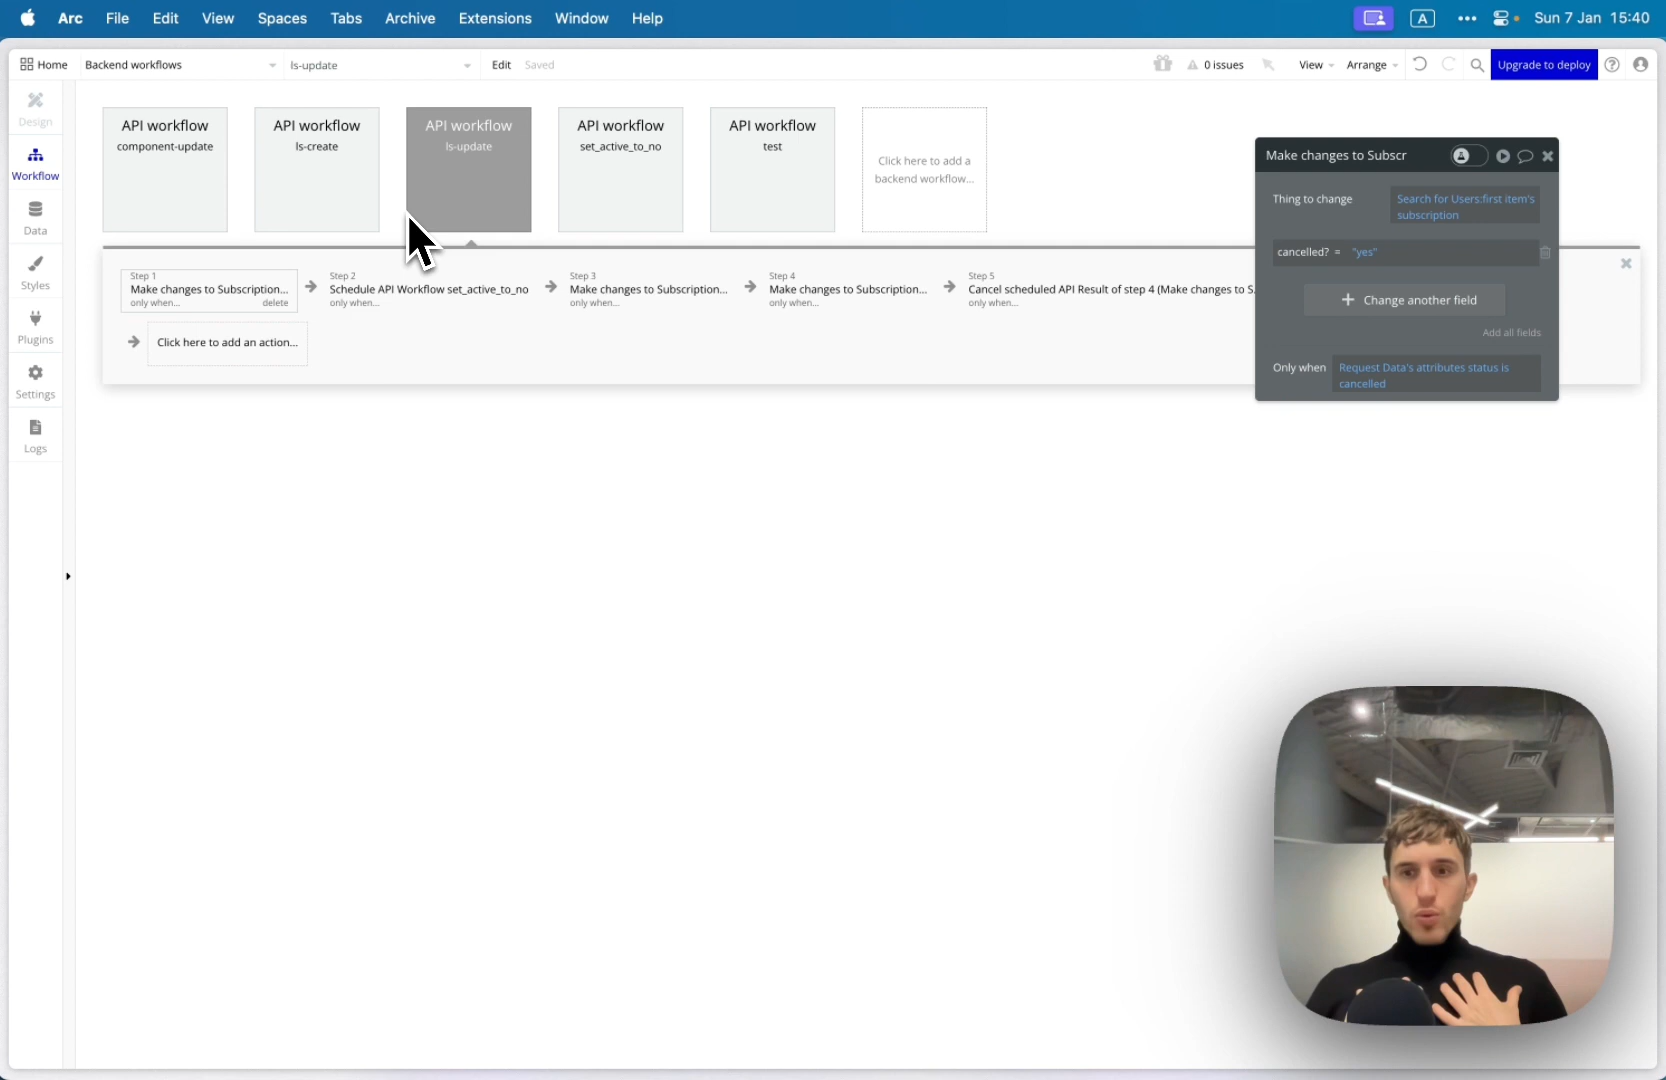 Arc File Edit View Spaces Tabs Archive Extensions Window Help
A ••• Sun 7 Jan 15:40
Home Backend workflows ls-update Edit Saved
0 issues View Arrange Upgrade to deploy
Design
Workflow
Data
Styles
Plugins
Settings
Logs
API workflow
component-update
API workflow
ls-create
API workflow
ls-update
API workflow
set_active_to_no
API workflow
test
Click here to add a
backend workflow...
Step 1
Make changes to Subscription...
only when... delete
Step 2
Schedule API Workflow set_active_to_no
only when...
Step 3
Make changes to Subscription...
only when...
Step 4
Make changes to Subscription...
only when...
Step 5
Cancel scheduled API Result of step 4 (Make changes to S.
only when...
Click here to add an action...
Make changes to Subscr
Thing to change
Search for Users:first item's
subscription
cancelled? = "yes"
+ Change another field
Add all fields
Only when
Request Data's attributes status is
cancelled